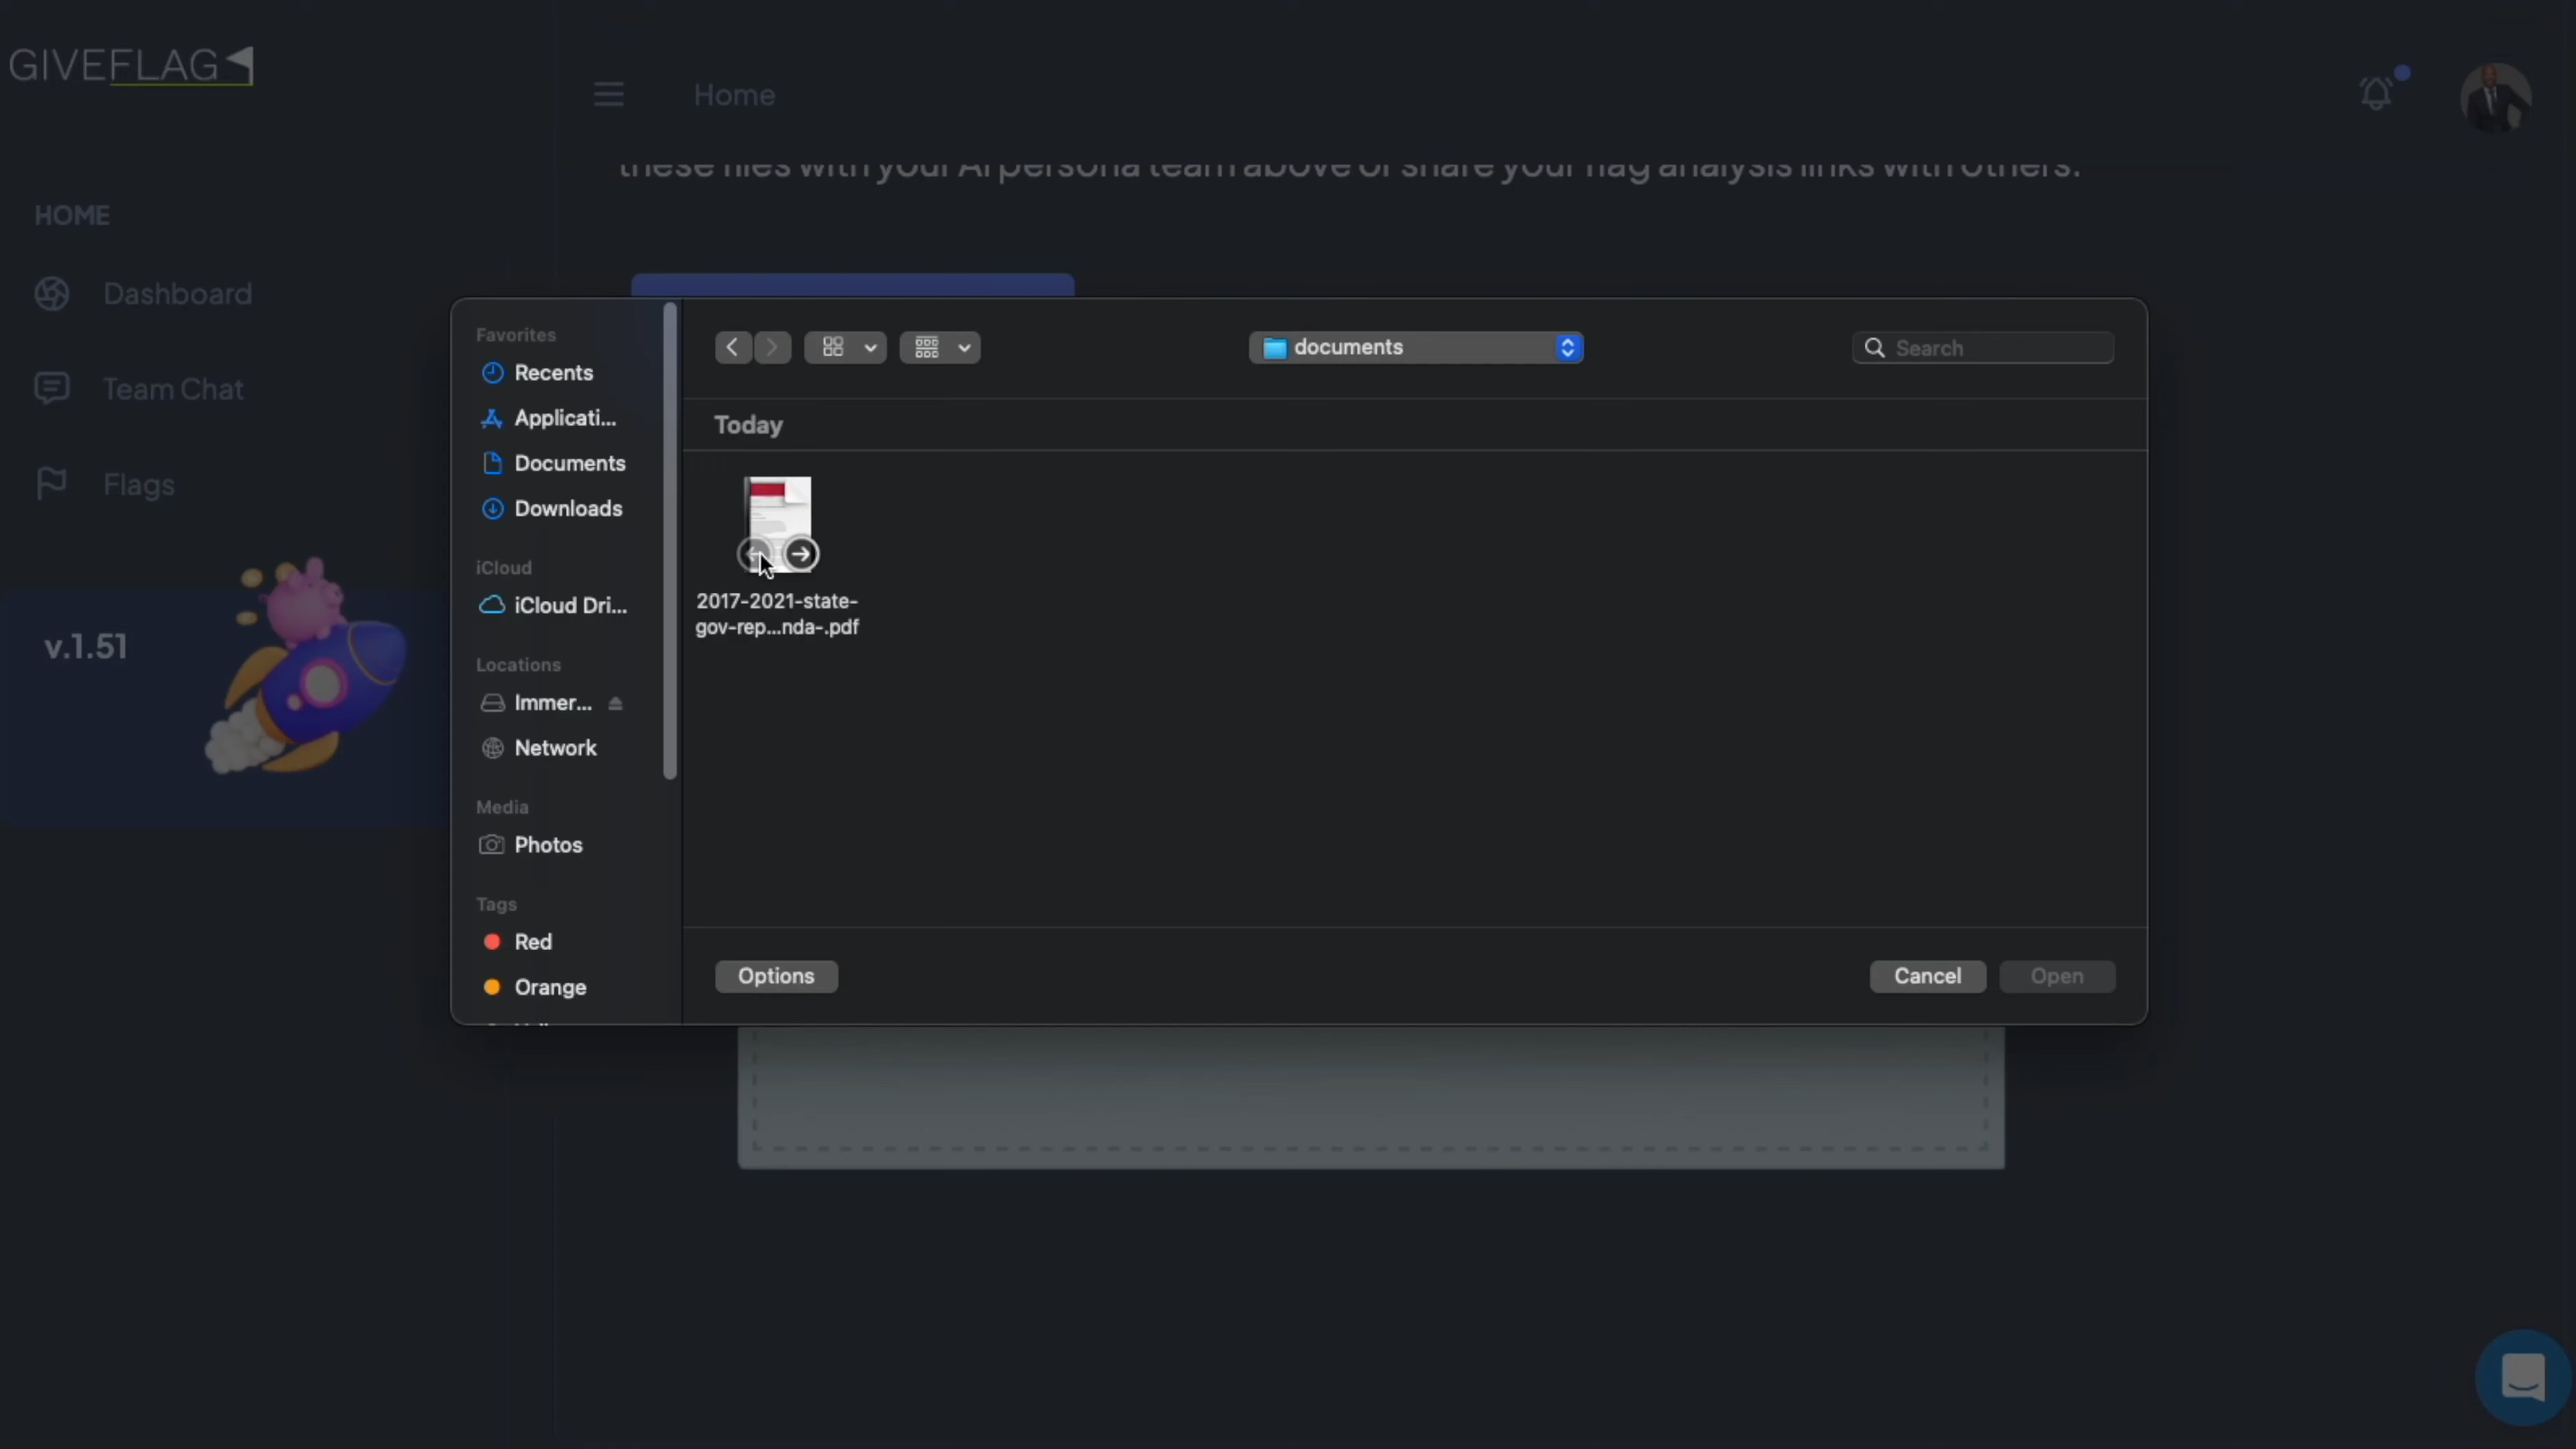 GIVEFLAG
Home
these files with your AI persona team above or share your flag analysis links with others.
HOME
Dashboard
Team Chat
Flags
v.1.51
Favorites
Recents
Applicati...
Documents
Downloads
iCloud
iCloud Dri...
Locations
Immer...
Network
Media
Photos
Tags
Red
Orange
documents
Search
Today
2017-2021-state-
gov-rep...nda-.pdf
Options
Cancel
Open